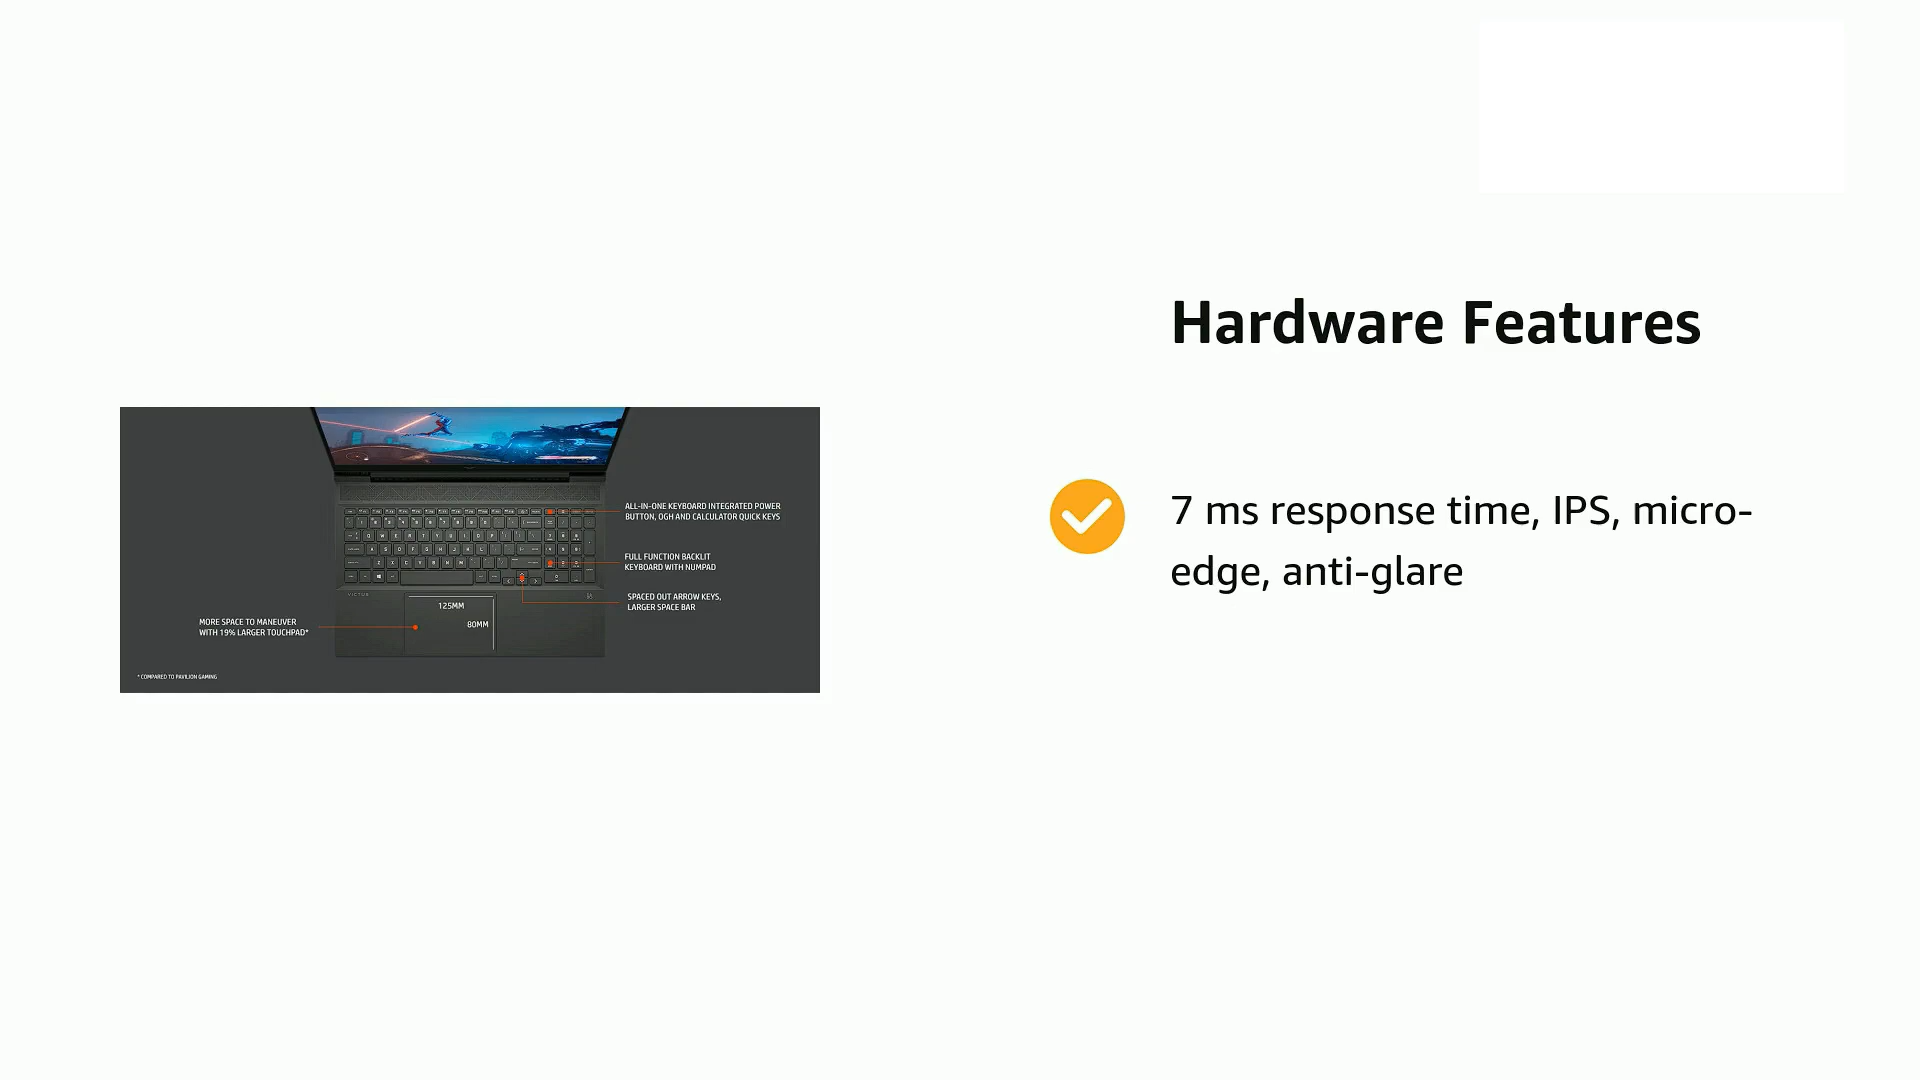 Hardware Features
7 ms response time, IPS, micro-
edge, anti-glare
ALL-IN-ONE KEYBOARD INTEGRATED POWER
BUTTON, OGH AND CALCULATOR QUICK KEYS
FULL FUNCTION BACKLIT
KEYBOARD WITH NUMPAD
SPACED OUT ARROW KEYS,
LARGER SPACE BAR
VICTUS
125MM
80MM
MORE SPACE TO MANEUVER
WITH 19% LARGER TOUCHPAD*
* COMPARED TO PAVILION GAMING